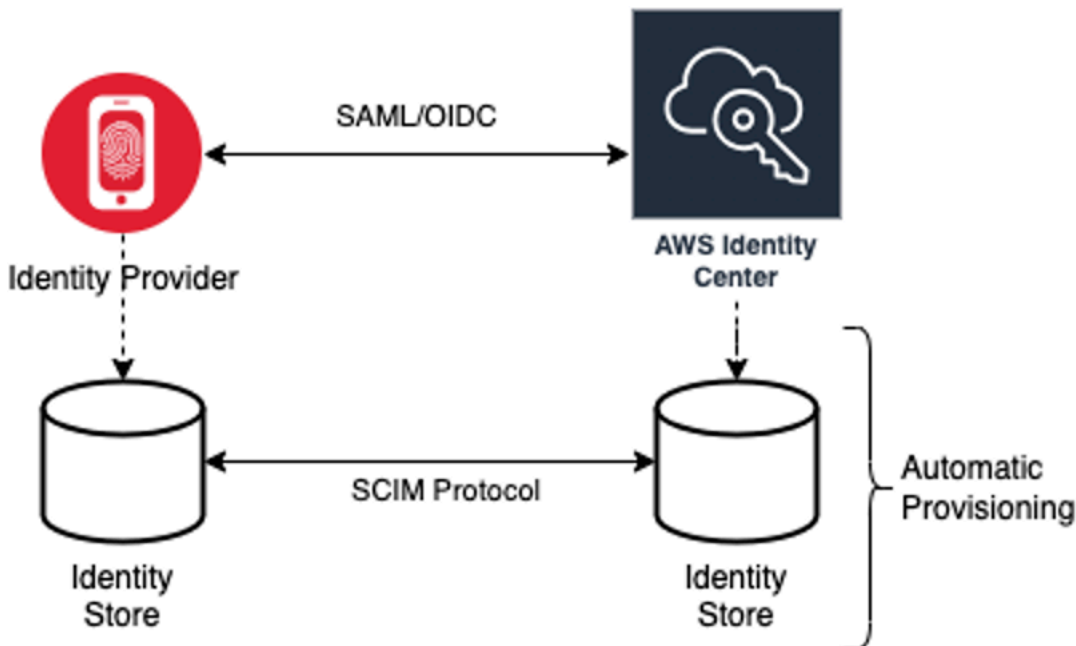 SAML/OIDC
AWS Identity
Center
Identity Provider
SCIM Protocol
Automatic
Provisioning
Identity
Store
Identity
Store